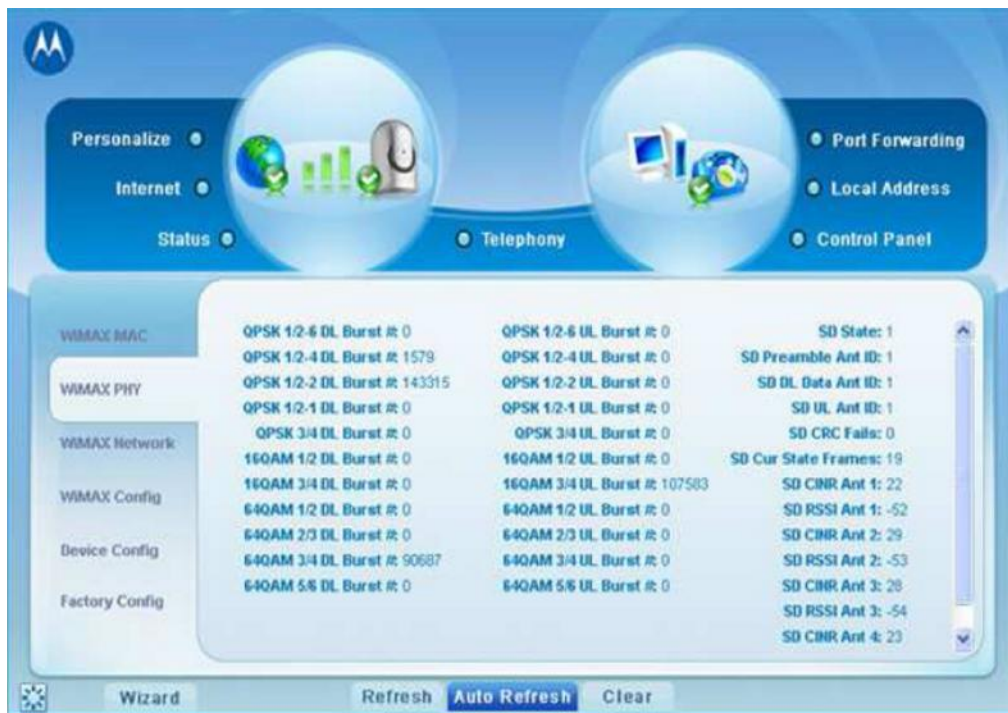 Personalize
Internet
Status
Telephony
Port Forwarding
Local Address
Control Panel
WiMAX MAC
WiMAX PHY
WiMAX Network
WiMAX Config
Device Config
Factory Config
QPSK 1/2-6 DL Burst #: 0
QPSK 1/2-4 DL Burst #: 1579
QPSK 1/2-2 DL Burst #: 143315
QPSK 1/2-1 DL Burst #: 0
QPSK 3/4 DL Burst #: 0
16QAM 1/2 DL Burst #: 0
16QAM 3/4 DL Burst #: 0
64QAM 1/2 DL Burst #: 0
64QAM 2/3 DL Burst #: 0
64QAM 3/4 DL Burst #: 90687
64QAM 5/6 DL Burst #: 0
QPSK 1/2-6 UL Burst #: 0
QPSK 1/2-4 UL Burst #: 0
QPSK 1/2-2 UL Burst #: 0
QPSK 1/2-1 UL Burst #: 0
QPSK 3/4 UL Burst #: 0
16QAM 1/2 UL Burst #: 0
16QAM 3/4 UL Burst #: 107583
64QAM 1/2 UL Burst #: 0
64QAM 2/3 UL Burst #: 0
64QAM 3/4 UL Burst #: 0
64QAM 5/6 UL Burst #: 0
SD State: 1
SD Preamble Ant ID: 1
SD DL Data Ant ID: 1
SD UL Ant ID: 1
SD CRC Fails: 0
SD Cur State Frames: 19
SD CINR Ant 1: 22
SD RSSI Ant 1: -52
SD CINR Ant 2: 29
SD RSSI Ant 2: -53
SD CINR Ant 3: 28
SD RSSI Ant 3: -54
SD CINR Ant 4: 23
Wizard
Refresh
Auto Refresh
Clear